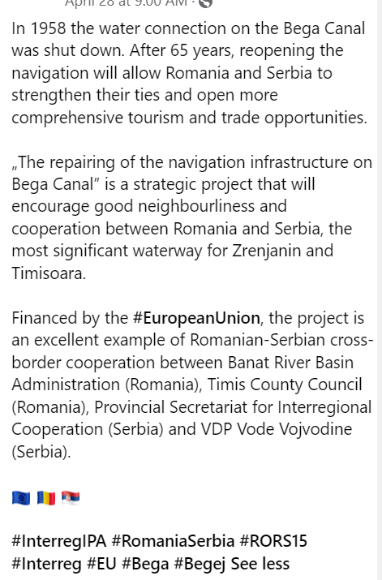 April 28 at 9:00 AM ·
In 1958 the water connection on the Bega Canal
was shut down. After 65 years, reopening the
navigation will allow Romania and Serbia to
strengthen their ties and open more
comprehensive tourism and trade opportunities.
„The repairing of the navigation infrastructure on
Bega Canal” is a strategic project that will
encourage good neighbourliness and
cooperation between Romania and Serbia, the
most significant waterway for Zrenjanin and
Timisoara.
Financed by the #EuropeanUnion, the project is
an excellent example of Romanian-Serbian cross-
border cooperation between Banat River Basin
Administration (Romania), Timis County Council
(Romania), Provincial Secretariat for Interregional
Cooperation (Serbia) and VDP Vode Vojvodine
(Serbia).
🇪🇺 🇷🇴 🇷🇸
#InterregIPA #RomaniaSerbia #RORS15
#Interreg #EU #Bega #Begej See less